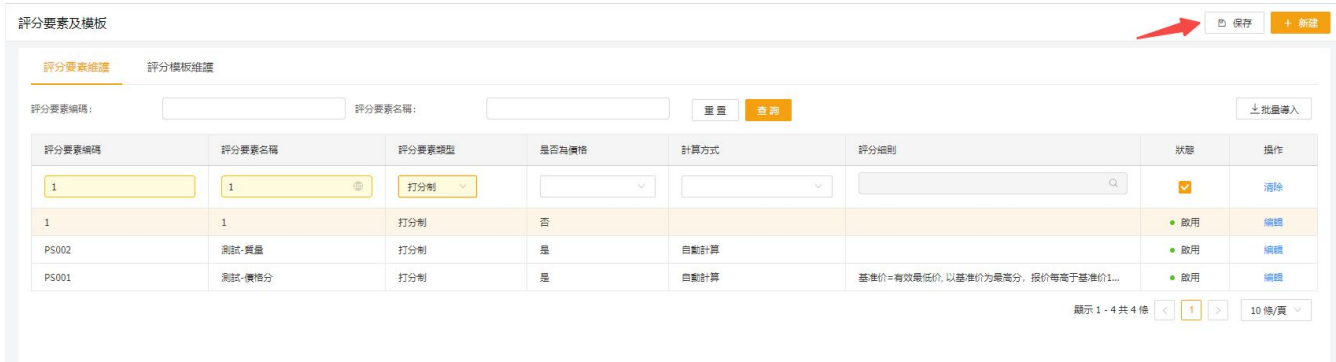 評分要素及模板
保存
+ 新建
評分要素維護 評分模板維護
評分要素編碼: 評分要素名稱: 重置 查詢 批量導入
評分要素編碼 評分要素名稱 評分要素類型 是否為價格 計算方式 評分細則 狀態 操作
1 1 打分制 清除
1 1 打分制 否 啟用 編輯
PS002 測試-質量 打分制 是 自動計算 啟用 編輯
PS001 測試-價格分 打分制 是 自動計算 基准价=有效最低价, 以基准价为最高分，报价每高于基准价1... 啟用 編輯
顯示 1 - 4 共 4 條 < 1 > 10 條/頁